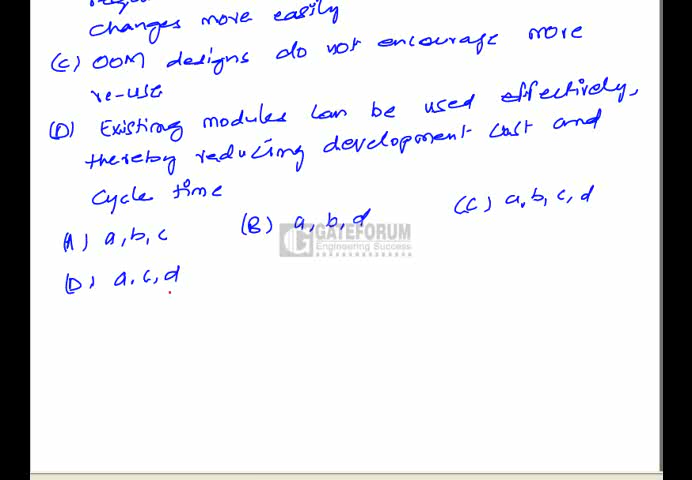 changes more easily
(C) OOM designs do not encourage more
re-use
(D) Existing modules can be used effectively,
thereby reducing development cost and
cycle time
(A) a, b, c (B) a, b, d (C) a, b, c, d
GATEFORUM
Engineering Success
(D) a, c, d